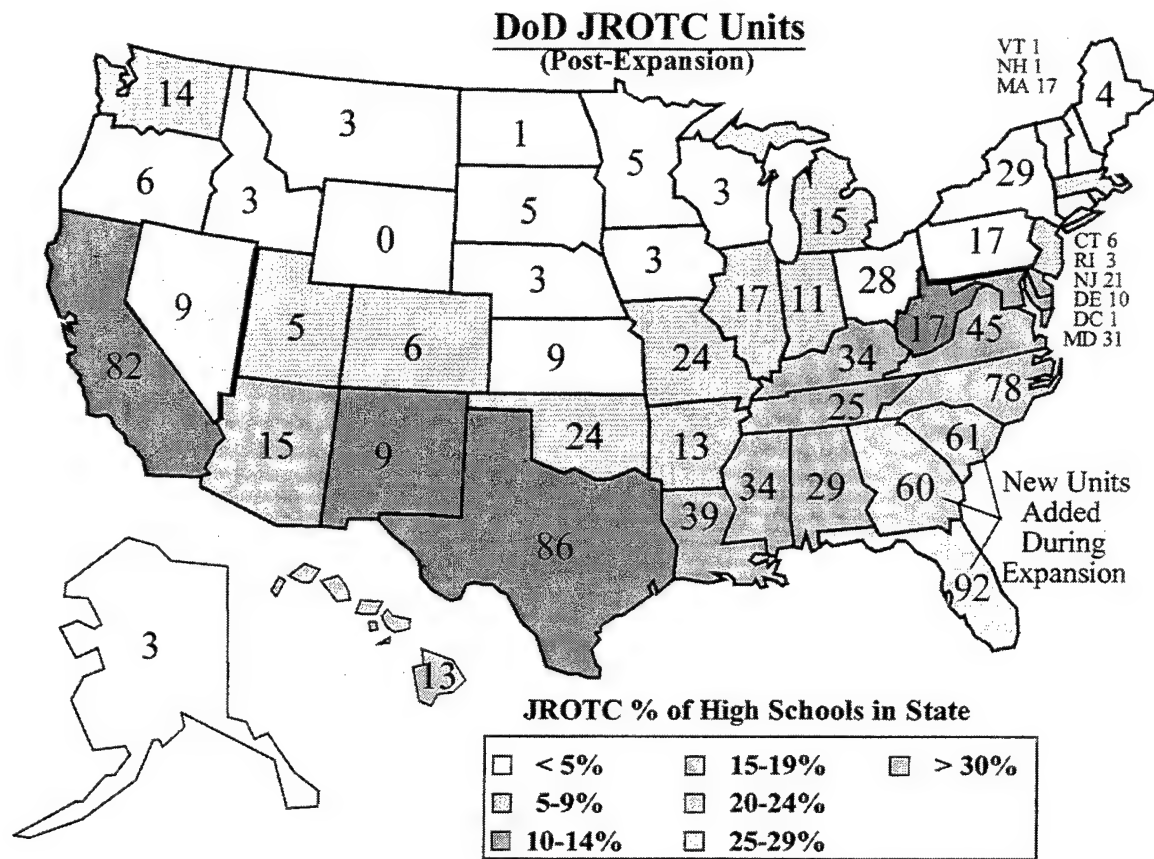 DoD JROTC Units
(Post-Expansion)
VT 1
NH 1
MA 17
14
3
1
5
3
15
29
4
6
3
0
5
3
3
17
11
28
17
CT 6
RI 3
NJ 21
DE 10
DC 1
MD 31
9
5
6
9
24
34
17
45
82
15
9
24
13
25
78
61
86
39
34
29
60
92
New Units
Added
During
Expansion
3
13
JROTC % of High Schools in State
< 5% 15-19% > 30%
5-9% 20-24%
10-14% 25-29%